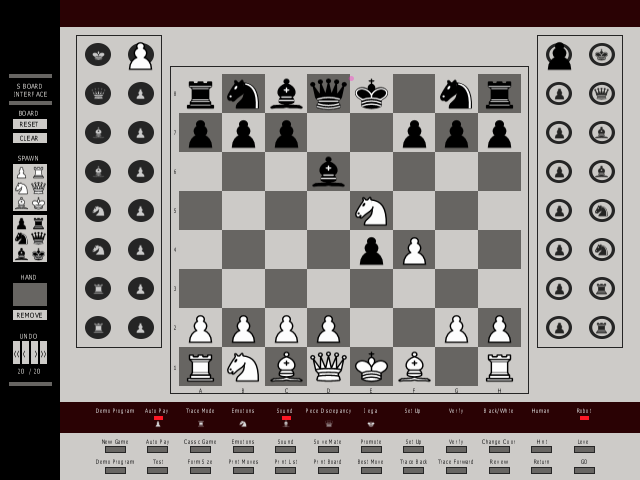 S BOARD
INTERFACE
BOARD
RESET
CLEAR
SPAWN
HAND
REMOVE
UNDO
20 / 20
8
7
6
5
4
3
2
1
A B C D E F G H
Demo Program Auto Play Trace Mode Emotions Sound Piece Discrepancy Legal Set Up Verify Black/White Human Robot
New Game Auto Play Classic Game Emotions Sound Solve Mate Promote Set Up Verify Change Color Hint Level
Demo Program Test Form Size Print Moves Print List Print Board Best Move Trace Back Trace Forward Review Return GO